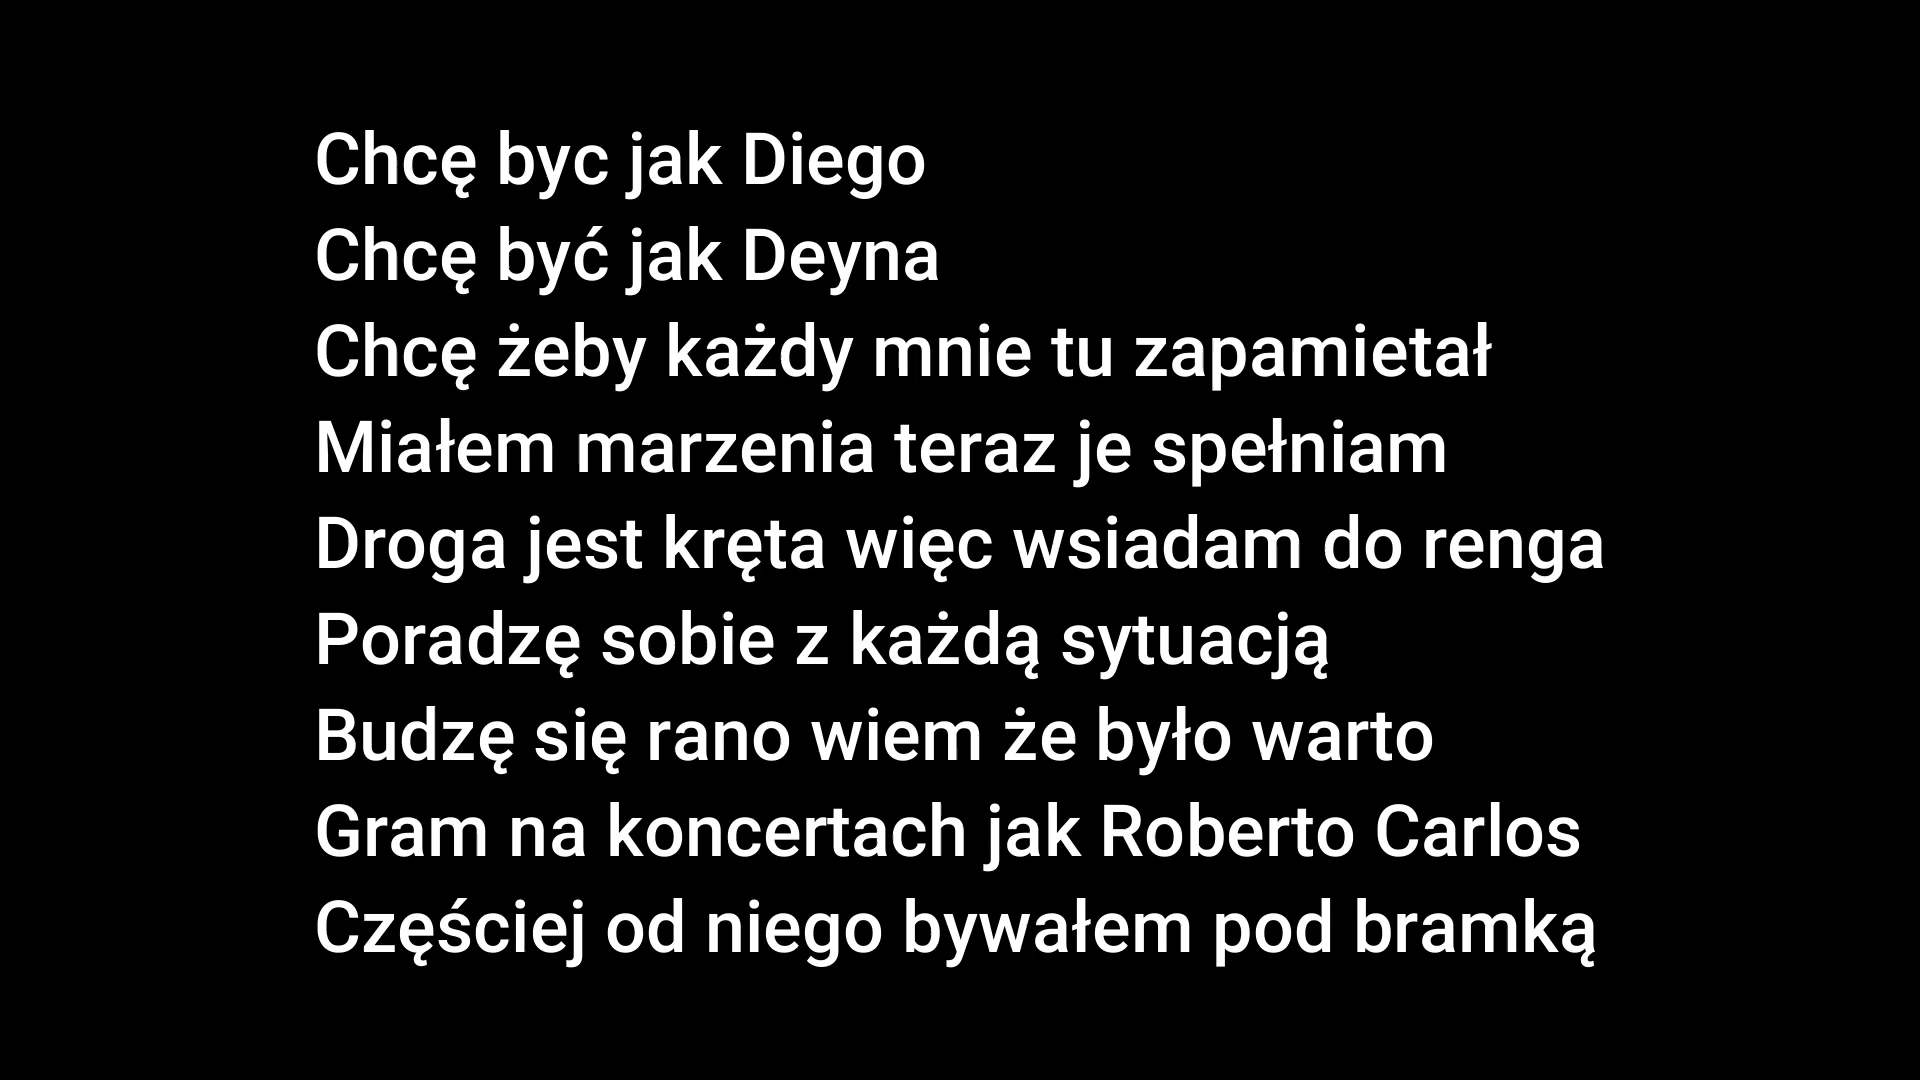 Chcę byc jak Diego
Chcę być jak Deyna
Chcę żeby każdy mnie tu zapamietał
Miałem marzenia teraz je spełniam
Droga jest kręta więc wsiadam do renga
Poradzę sobie z każdą sytuacją
Budzę się rano wiem że było warto
Gram na koncertach jak Roberto Carlos
Częściej od niego bywałem pod bramką